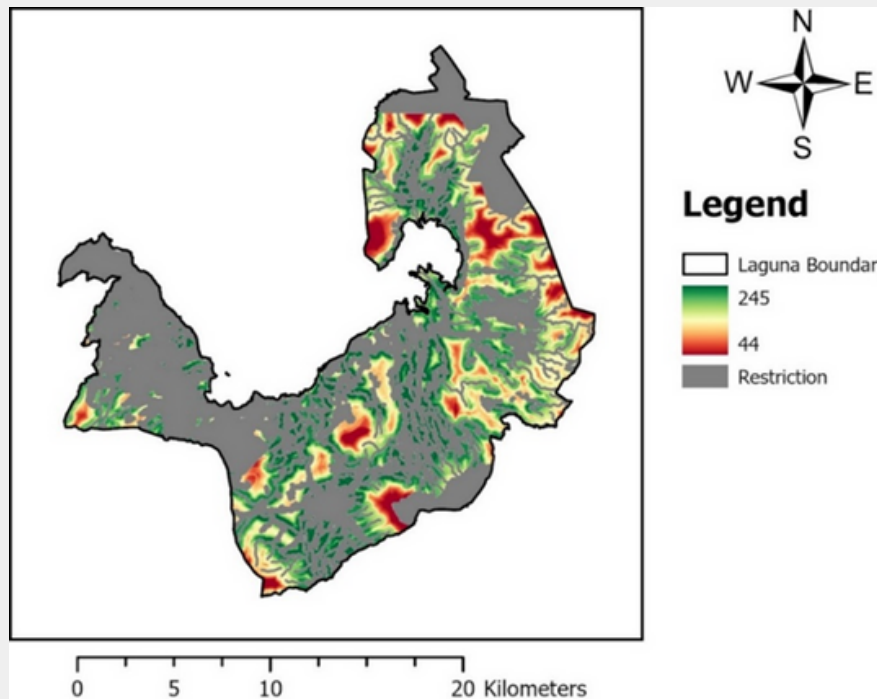 N
W E
S
Legend
Laguna Boundar
245
44
Restriction
0 5 10 20 Kilometers